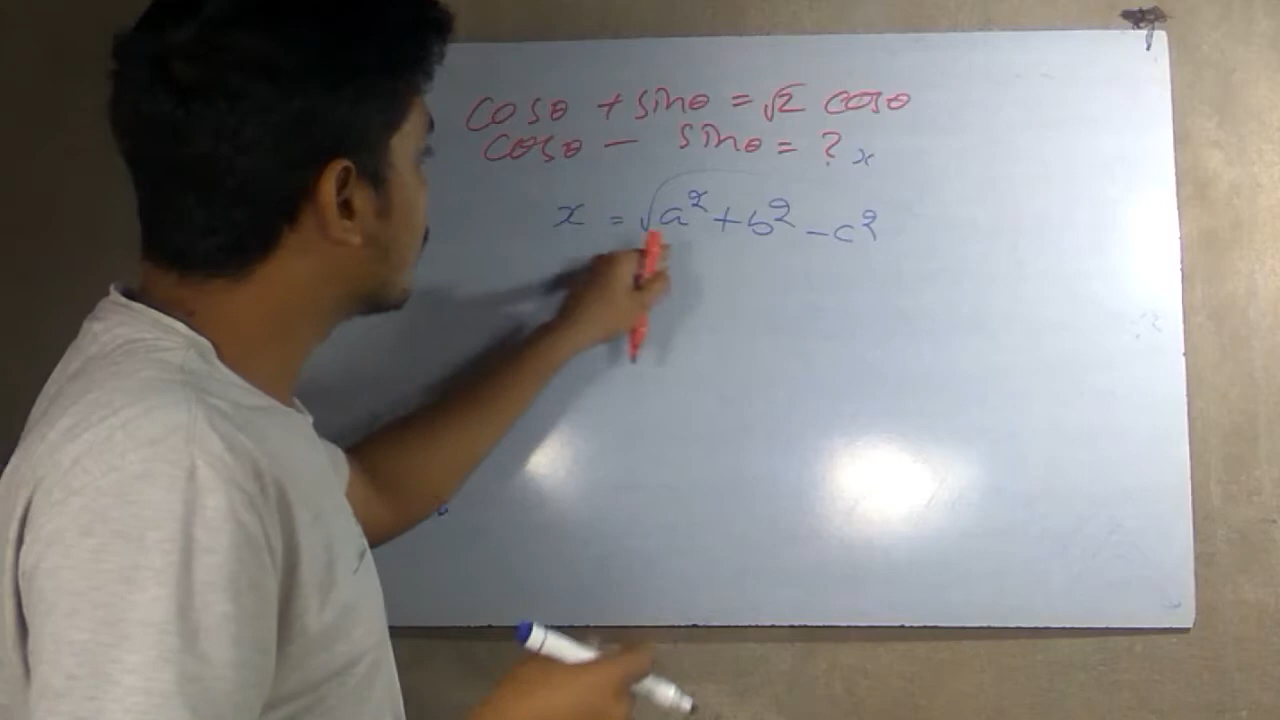 cosθ + sinθ = √2 cosθ
cosθ - sinθ = ? x
x = √a² + b² - c²